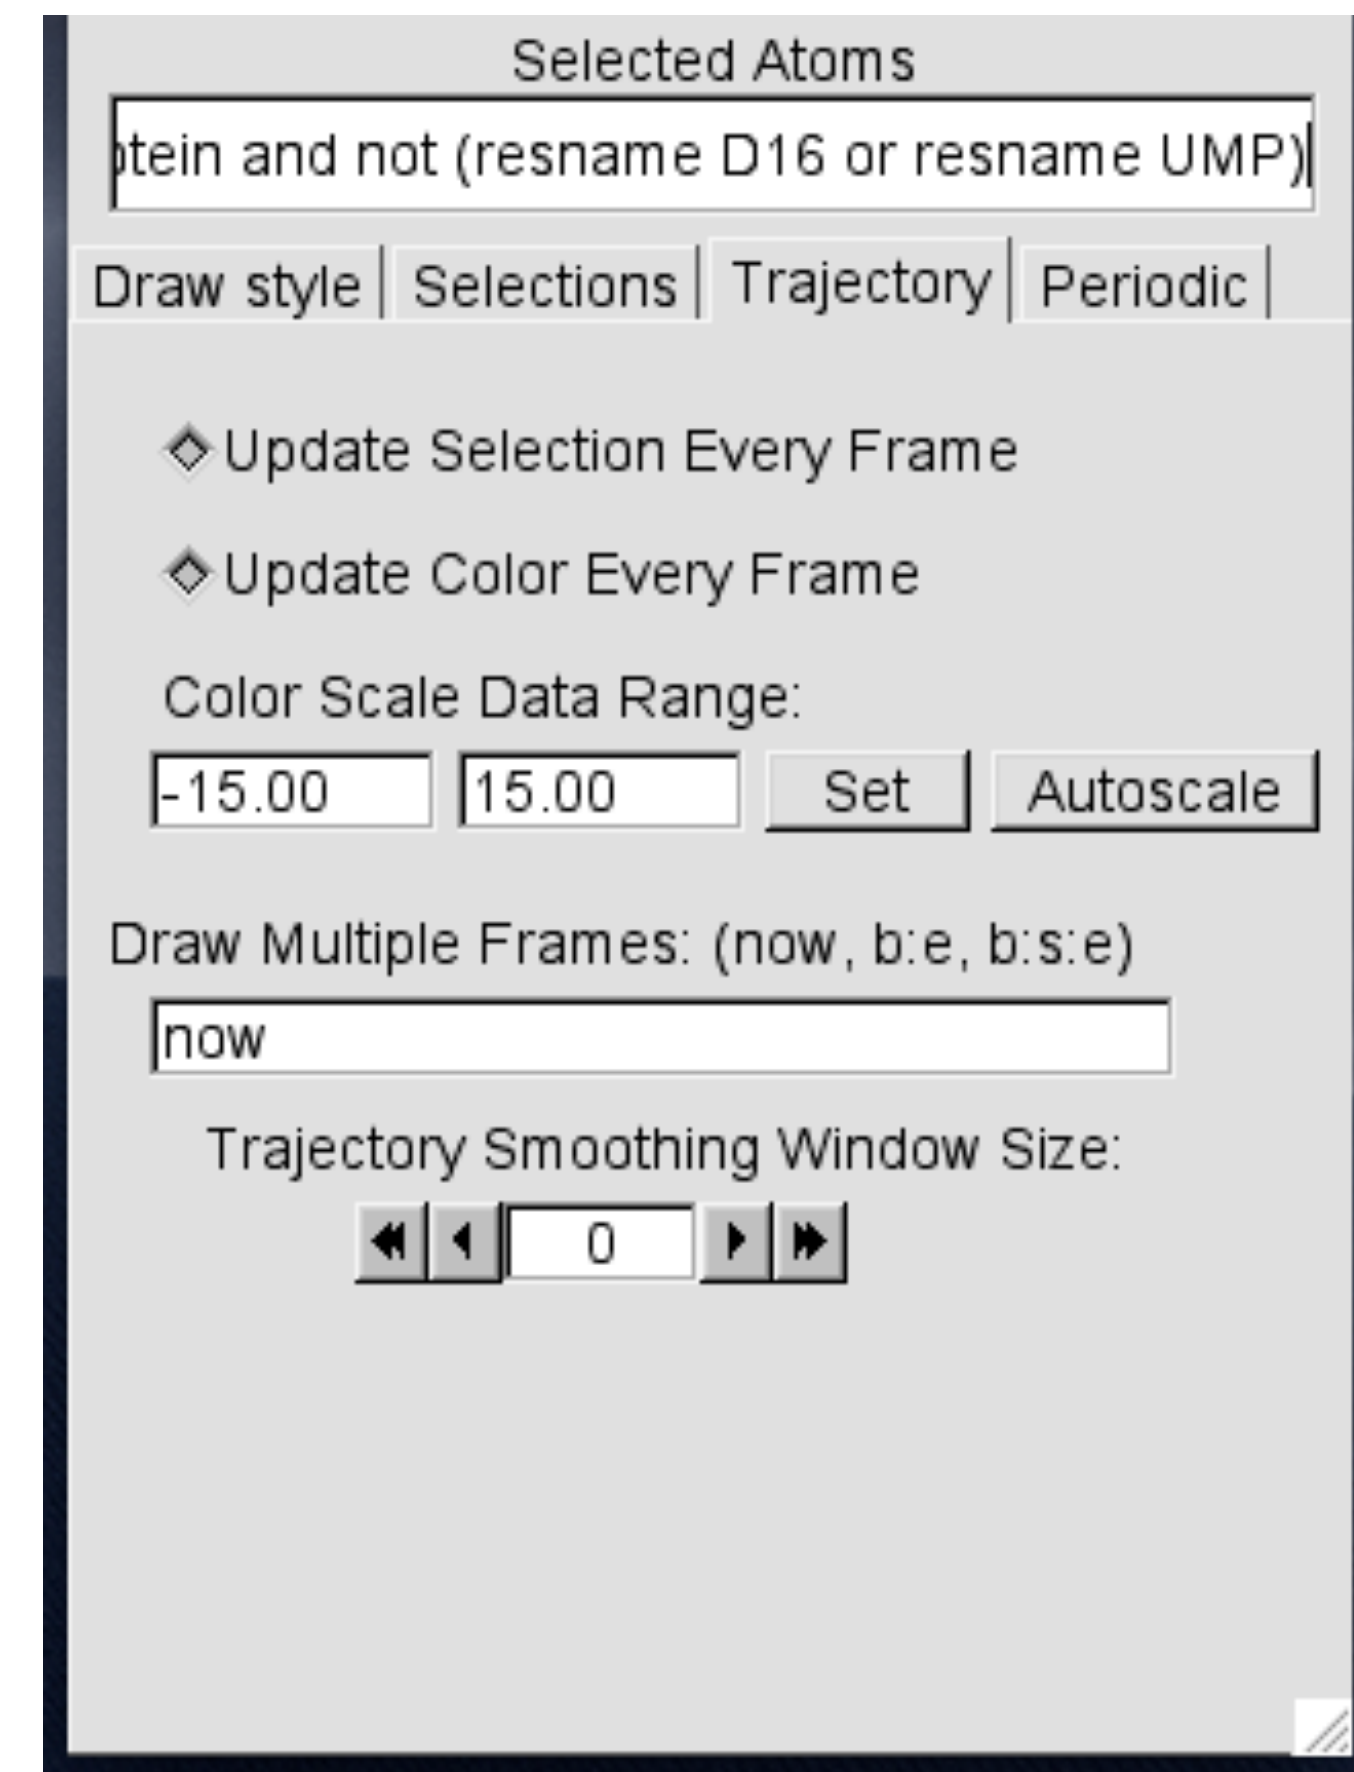 Selected Atoms
otein and not (resname D16 or resname UMP)
Draw style Selections Trajectory Periodic
Update Selection Every Frame
Update Color Every Frame
Color Scale Data Range:
-15.00 15.00 Set Autoscale
Draw Multiple Frames: (now, b:e, b:s:e)
now
Trajectory Smoothing Window Size:
0